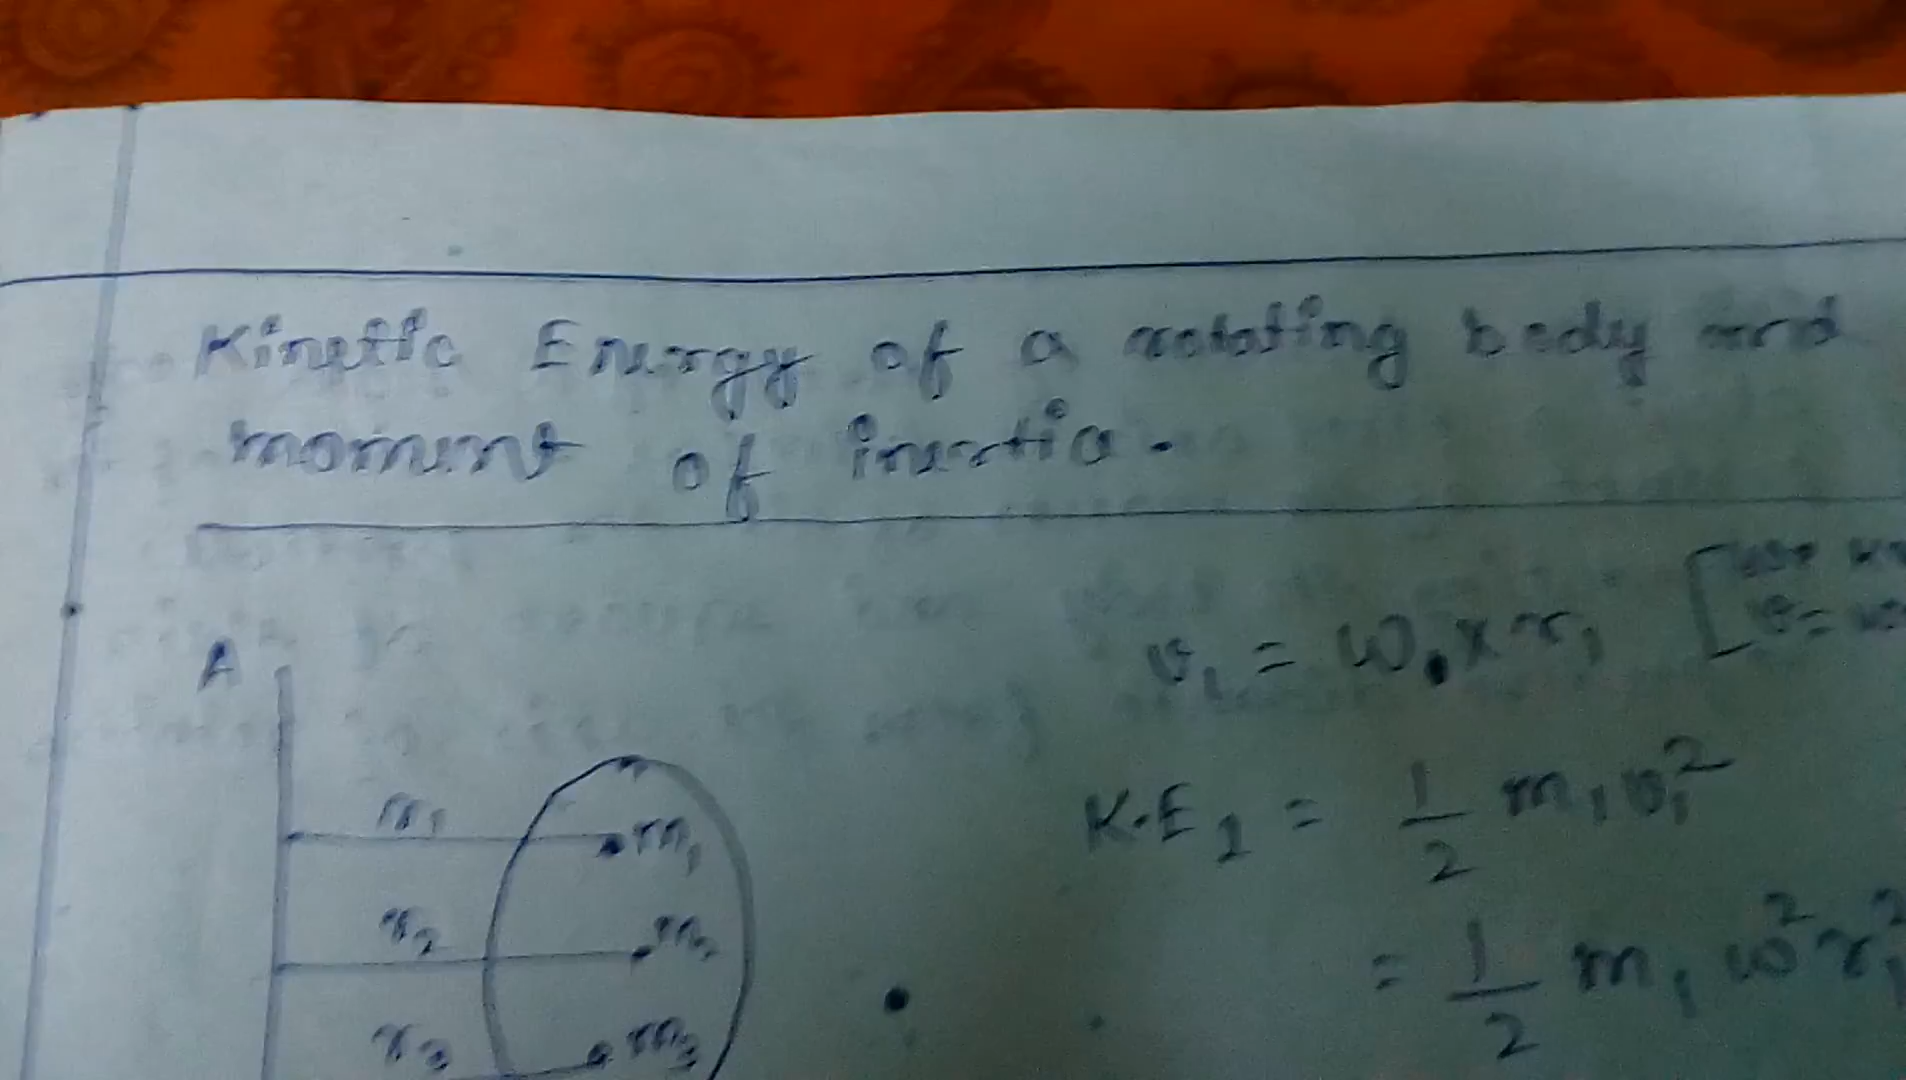 Kinetic Energy of a rotating body and
moment of inertia.
A
v₁ = ω × r₁ [We
v =
r₁ m₁
K.E₁ = 1/2 m₁v₁²
r₂ m₂
= 1/2 m₁ω²r₁²
r₃ m₃